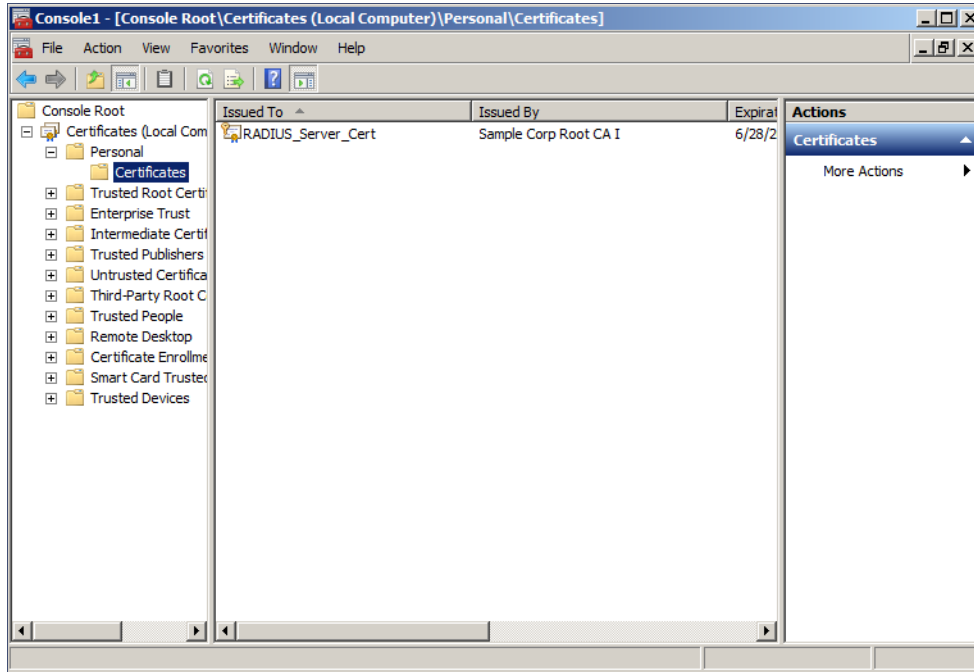 Console1 - [Console Root\Certificates (Local Computer)\Personal\Certificates]
File Action View Favorites Window Help
Console Root
Certificates (Local Com
Personal
Certificates
Trusted Root Certi
Enterprise Trust
Intermediate Certif
Trusted Publishers
Untrusted Certifica
Third-Party Root C
Trusted People
Remote Desktop
Certificate Enrollme
Smart Card Trusted
Trusted Devices
Issued To Issued By Expirat
RADIUS_Server_Cert Sample Corp Root CA I 6/28/2
Actions
Certificates
More Actions